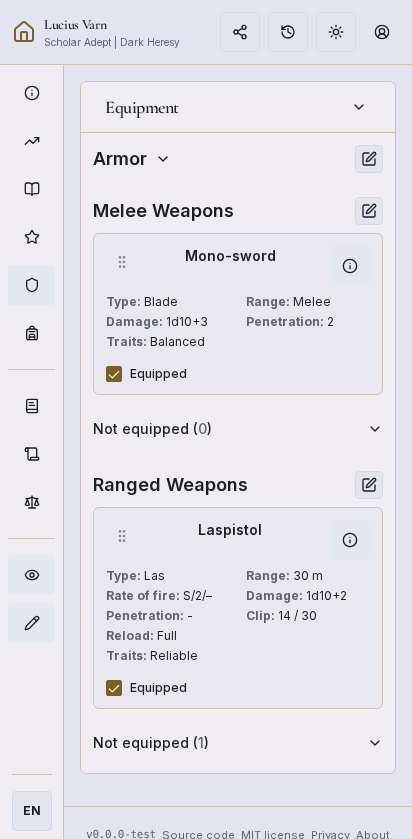 Lucius Varn
Scholar Adept | Dark Heresy
Equipment
Armor
Melee Weapons
Mono-sword
Type: Blade Range: Melee
Damage: 1d10+3 Penetration: 2
Traits: Balanced
Equipped
Not equipped (0)
Ranged Weapons
Laspistol
Type: Las Range: 30 m
Rate of fire: S/2/– Damage: 1d10+2
Penetration: - Clip: 14 / 30
Reload: Full
Traits: Reliable
Equipped
Not equipped (1)
EN
v0.0.0-test Source code MIT license Privacy About